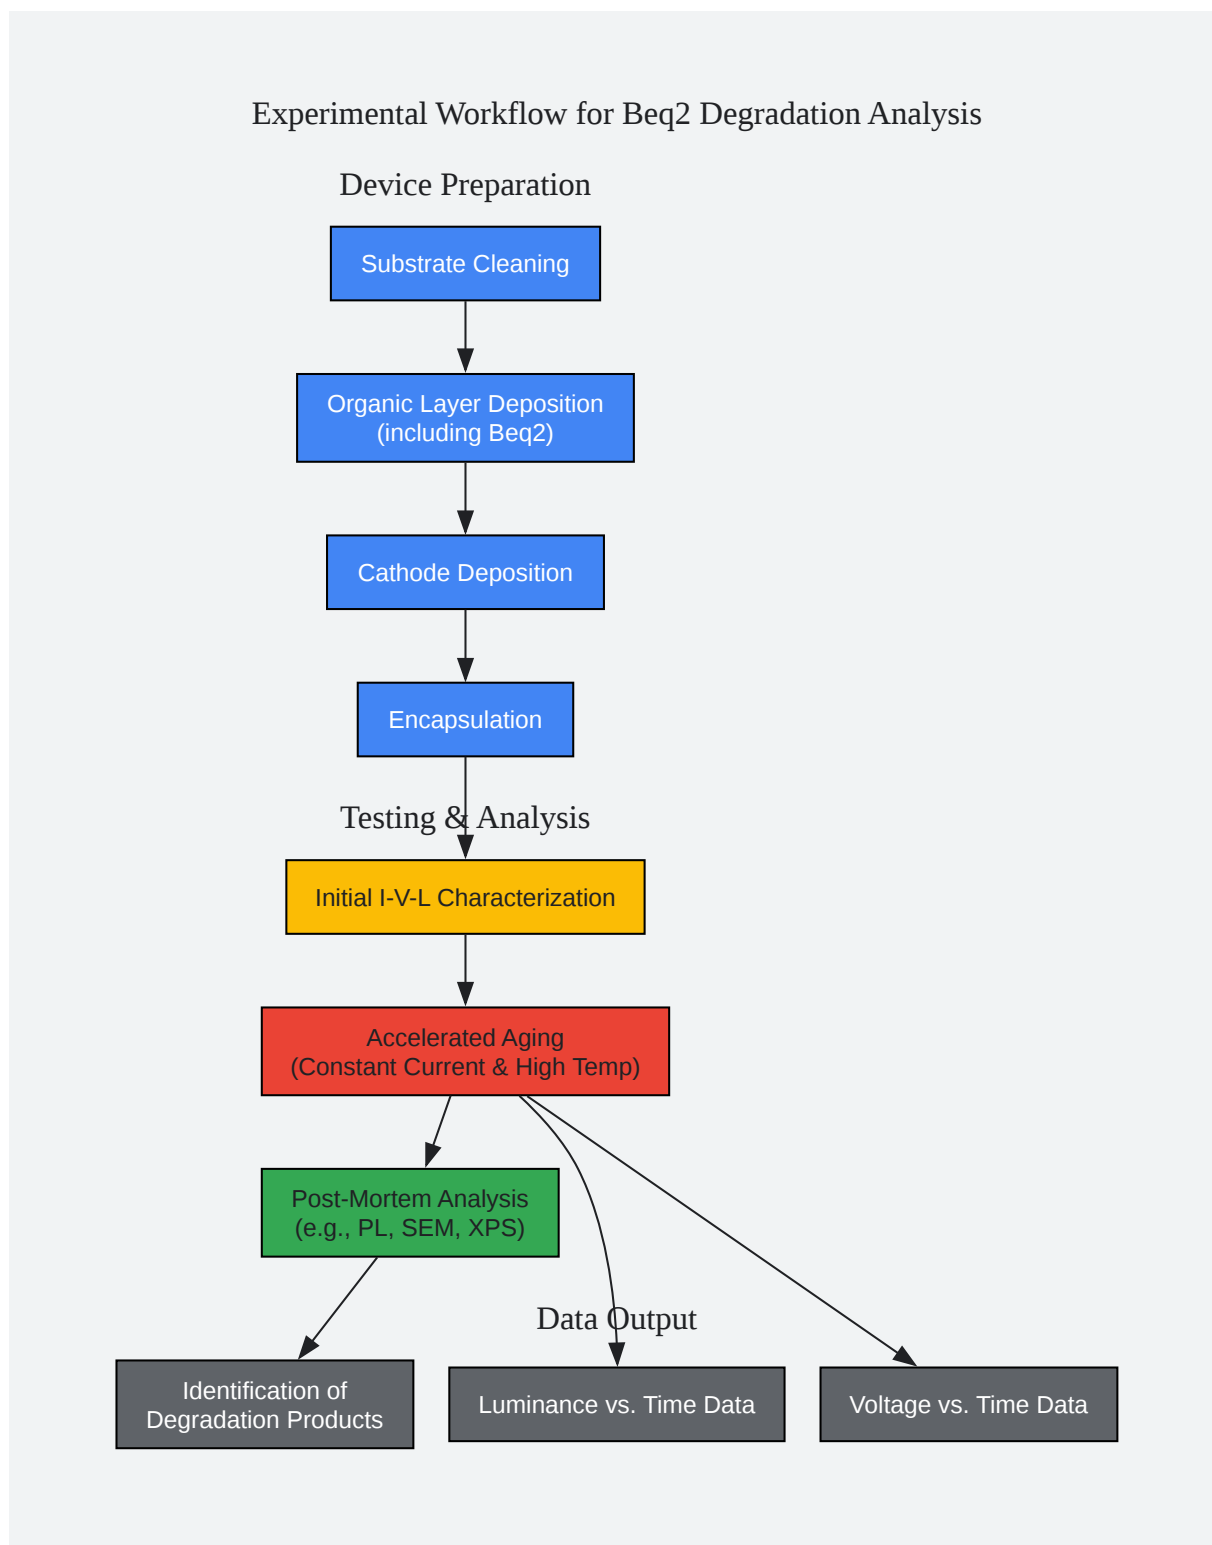 Experimental Workflow for Beq2 Degradation Analysis
Device Preparation
Substrate Cleaning
Organic Layer Deposition
(including Beq2)
Cathode Deposition
Encapsulation
Testing & Analysis
Initial I-V-L Characterization
Accelerated Aging
(Constant Current & High Temp)
Post-Mortem Analysis
(e.g., PL, SEM, XPS)
Data Output
Identification of
Degradation Products
Luminance vs. Time Data
Voltage vs. Time Data